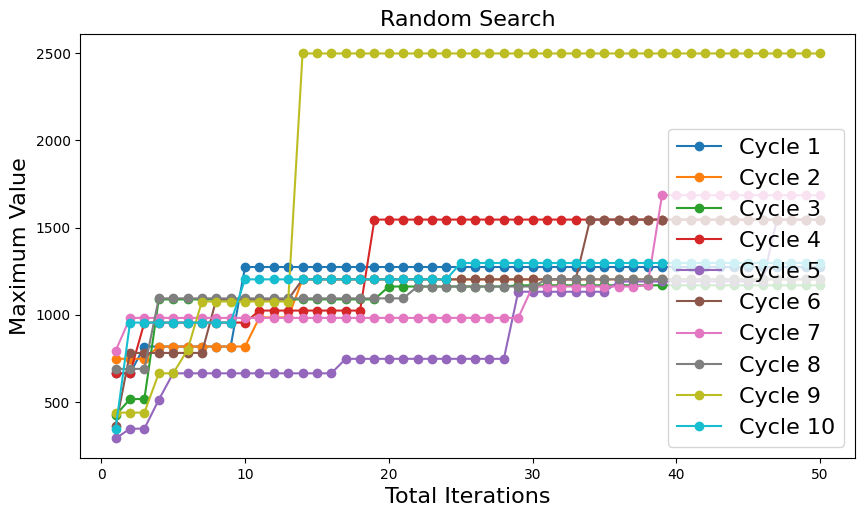 Random Search
Maximum Value
2500
2000
1500
1000
500
0
10
20
30
40
50
Total Iterations
Cycle 1
Cycle 2
Cycle 3
Cycle 4
Cycle 5
Cycle 6
Cycle 7
Cycle 8
Cycle 9
Cycle 10